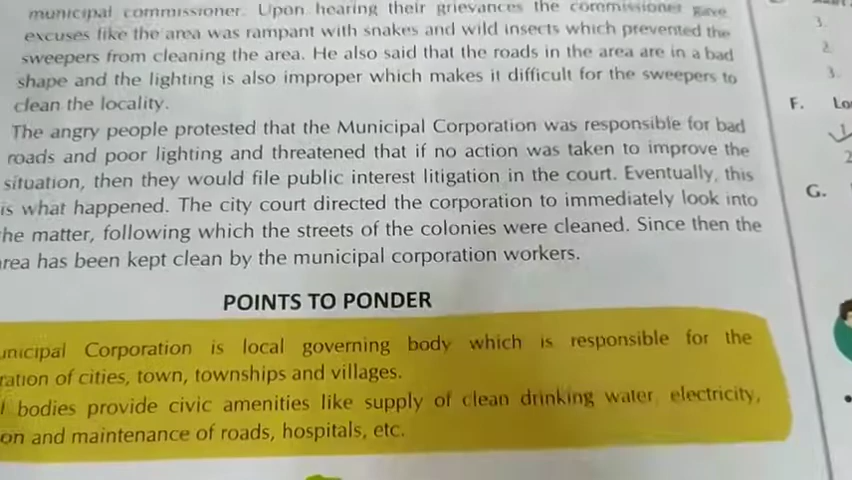 municipal commissioner. Upon hearing their grievances the commissioner gave
excuses like the area was rampant with snakes and wild insects which prevented the
sweepers from cleaning the area. He also said that the roads in the area are in a bad
shape and the lighting is also improper which makes it difficult for the sweepers to
clean the locality.
The angry people protested that the Municipal Corporation was responsible for bad
roads and poor lighting and threatened that if no action was taken to improve the
situation, then they would file public interest litigation in the court. Eventually, this
is what happened. The city court directed the corporation to immediately look into
he matter, following which the streets of the colonies were cleaned. Since then the
rea has been kept clean by the municipal corporation workers.
POINTS TO PONDER
unicipal Corporation is local governing body which is responsible for the
ration of cities, town, townships and villages.
l bodies provide civic amenities like supply of clean drinking water, electricity,
on and maintenance of roads, hospitals, etc.
3.
2.
3.
F. Lo
1
2
G.